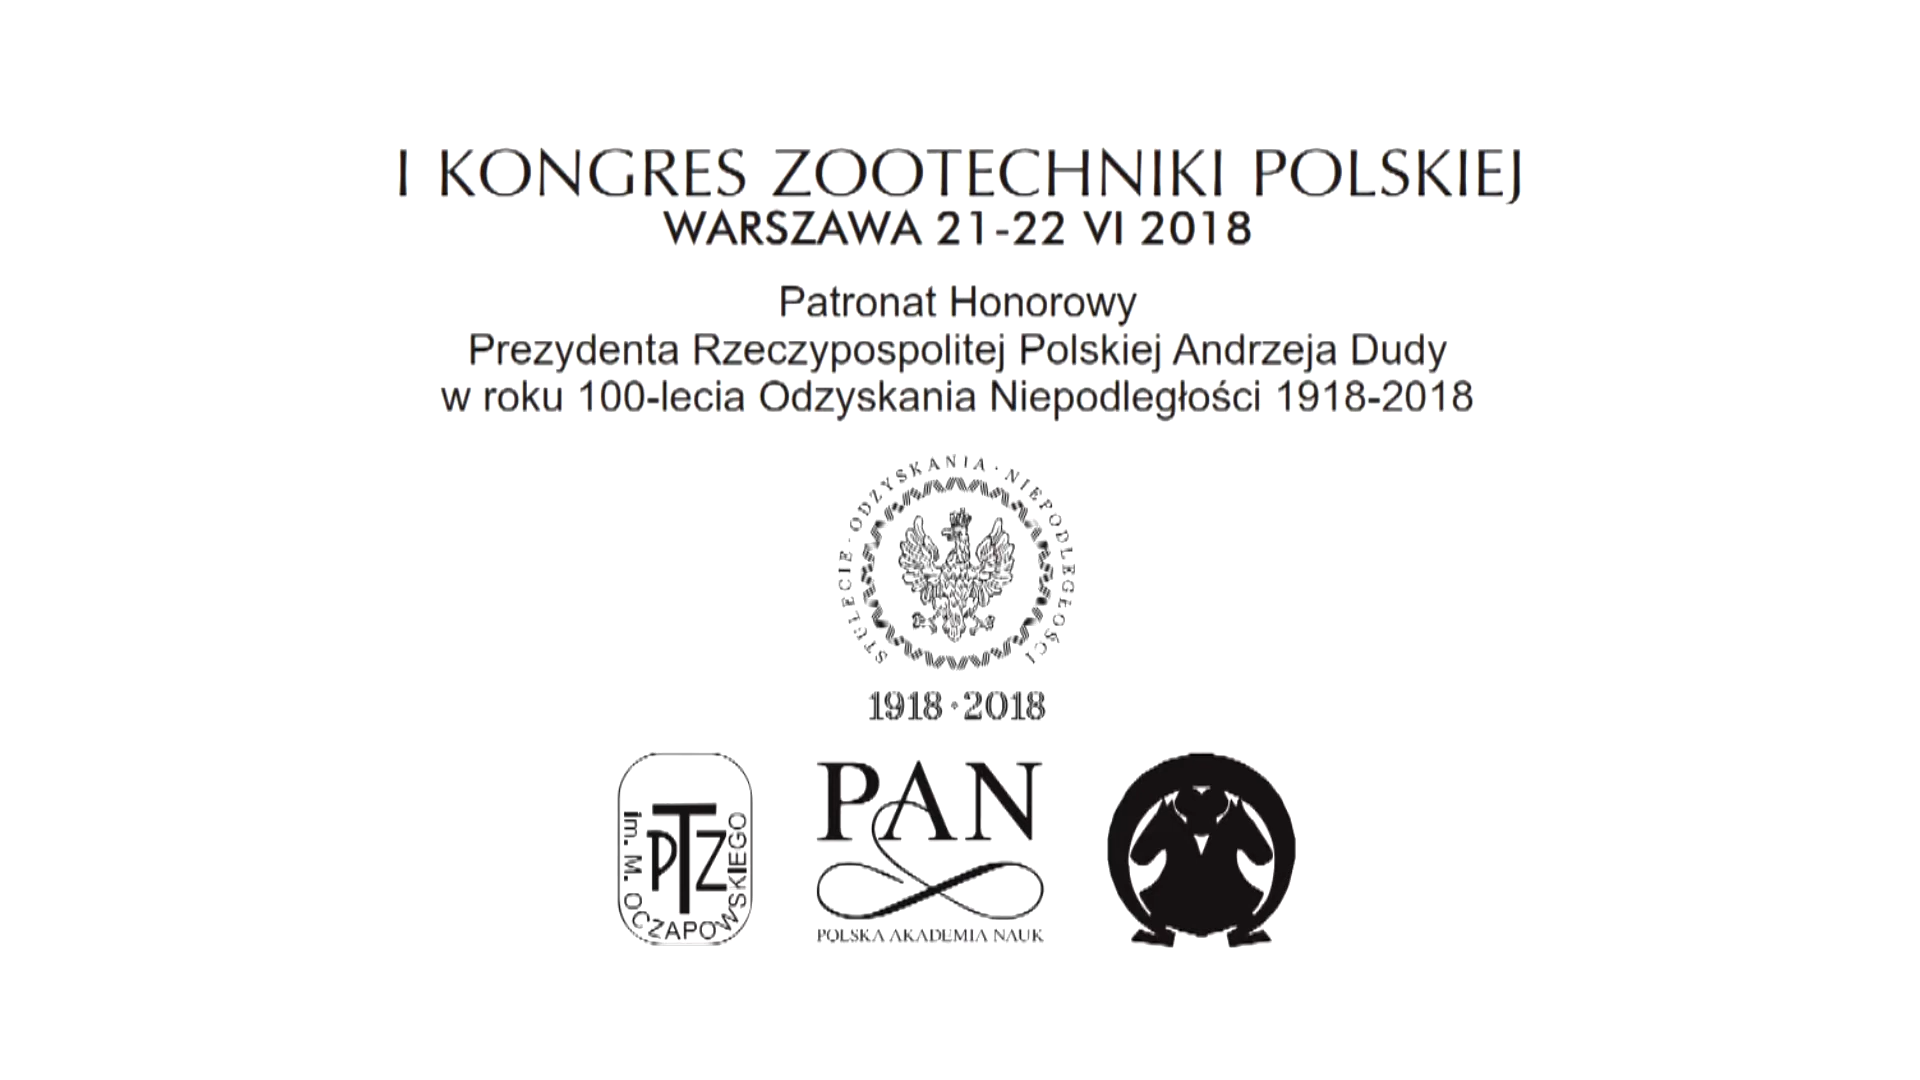 I KONGRES ZOOTECHNIKI POLSKIEJ
WARSZAWA 21-22 VI 2018
Patronat Honorowy
Prezydenta Rzeczypospolitej Polskiej Andrzeja Dudy
w roku 100-lecia Odzyskania Niepodległości 1918-2018
STULECIE · ODZYSKANIA · NIEPODLEGŁOŚCI
1918 · 2018
PTZ
im. M. OCZAPOWSKIEGO
PAN
POLSKA AKADEMIA NAUK